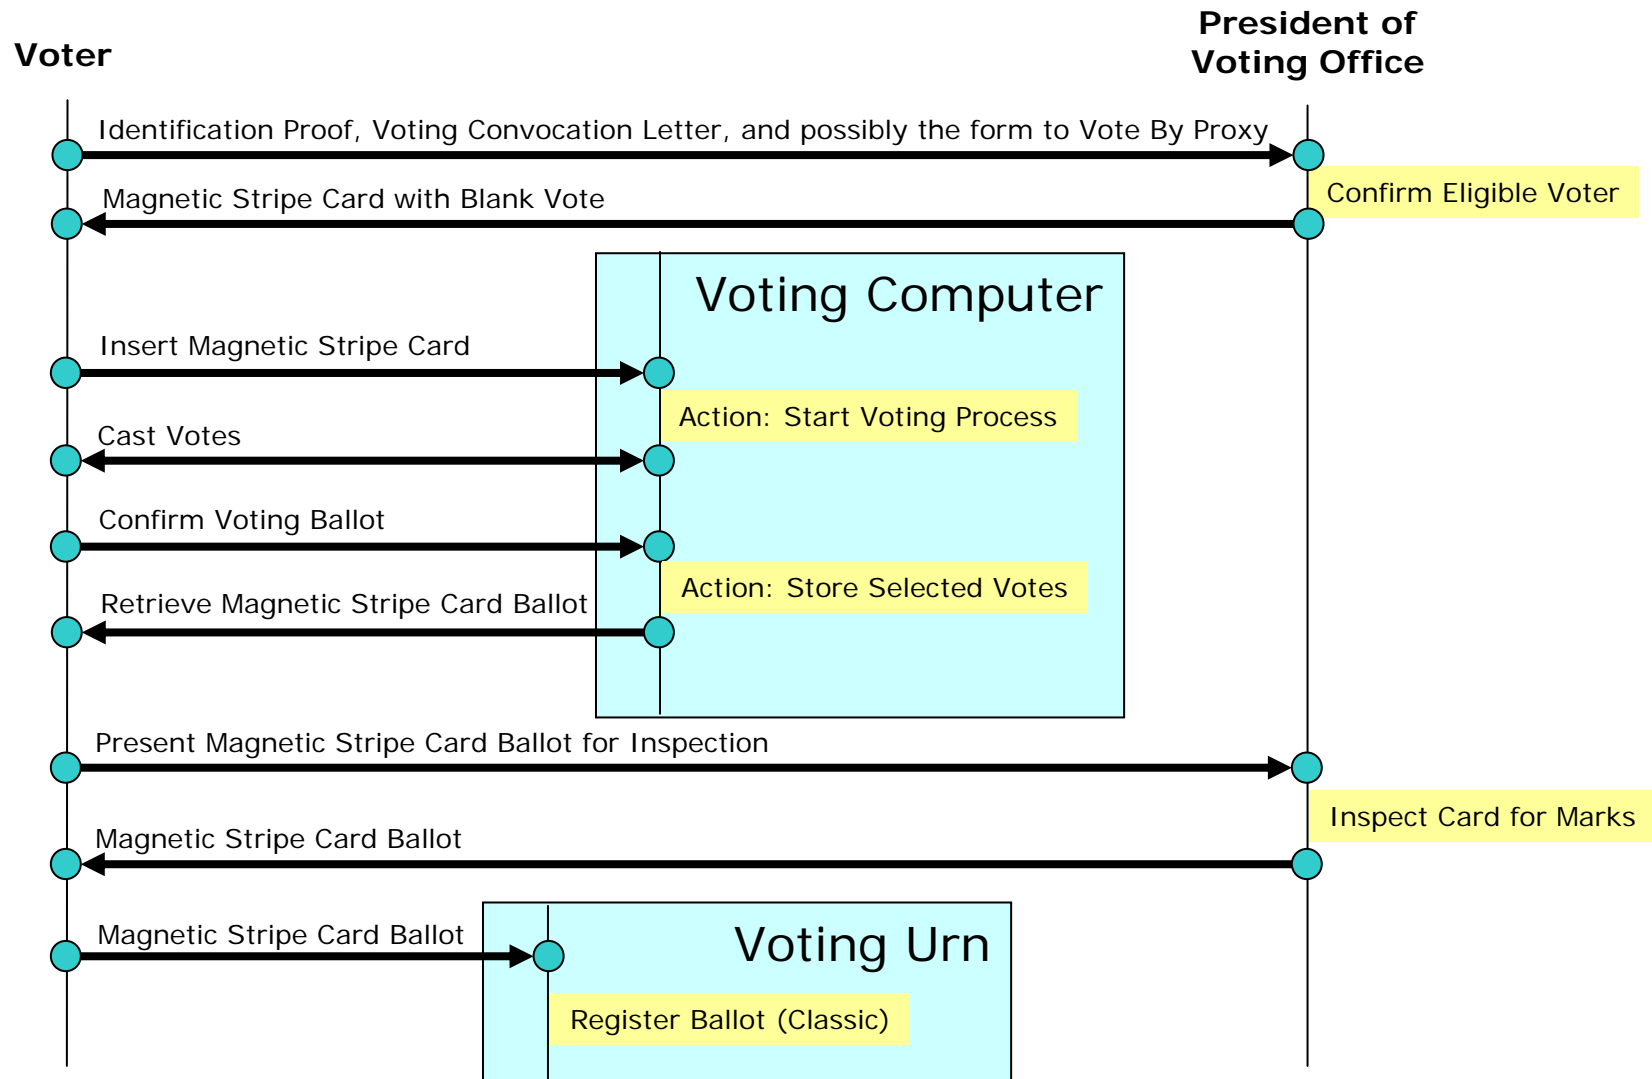 President of
Voting Office
Voter
Identification Proof, Voting Convocation Letter, and possibly the form to Vote By Proxy
Confirm Eligible Voter
Magnetic Stripe Card with Blank Vote
Voting Computer
Insert Magnetic Stripe Card
Action: Start Voting Process
Cast Votes
Confirm Voting Ballot
Action: Store Selected Votes
Retrieve Magnetic Stripe Card Ballot
Present Magnetic Stripe Card Ballot for Inspection
Inspect Card for Marks
Magnetic Stripe Card Ballot
Magnetic Stripe Card Ballot
Voting Urn
Register Ballot (Classic)